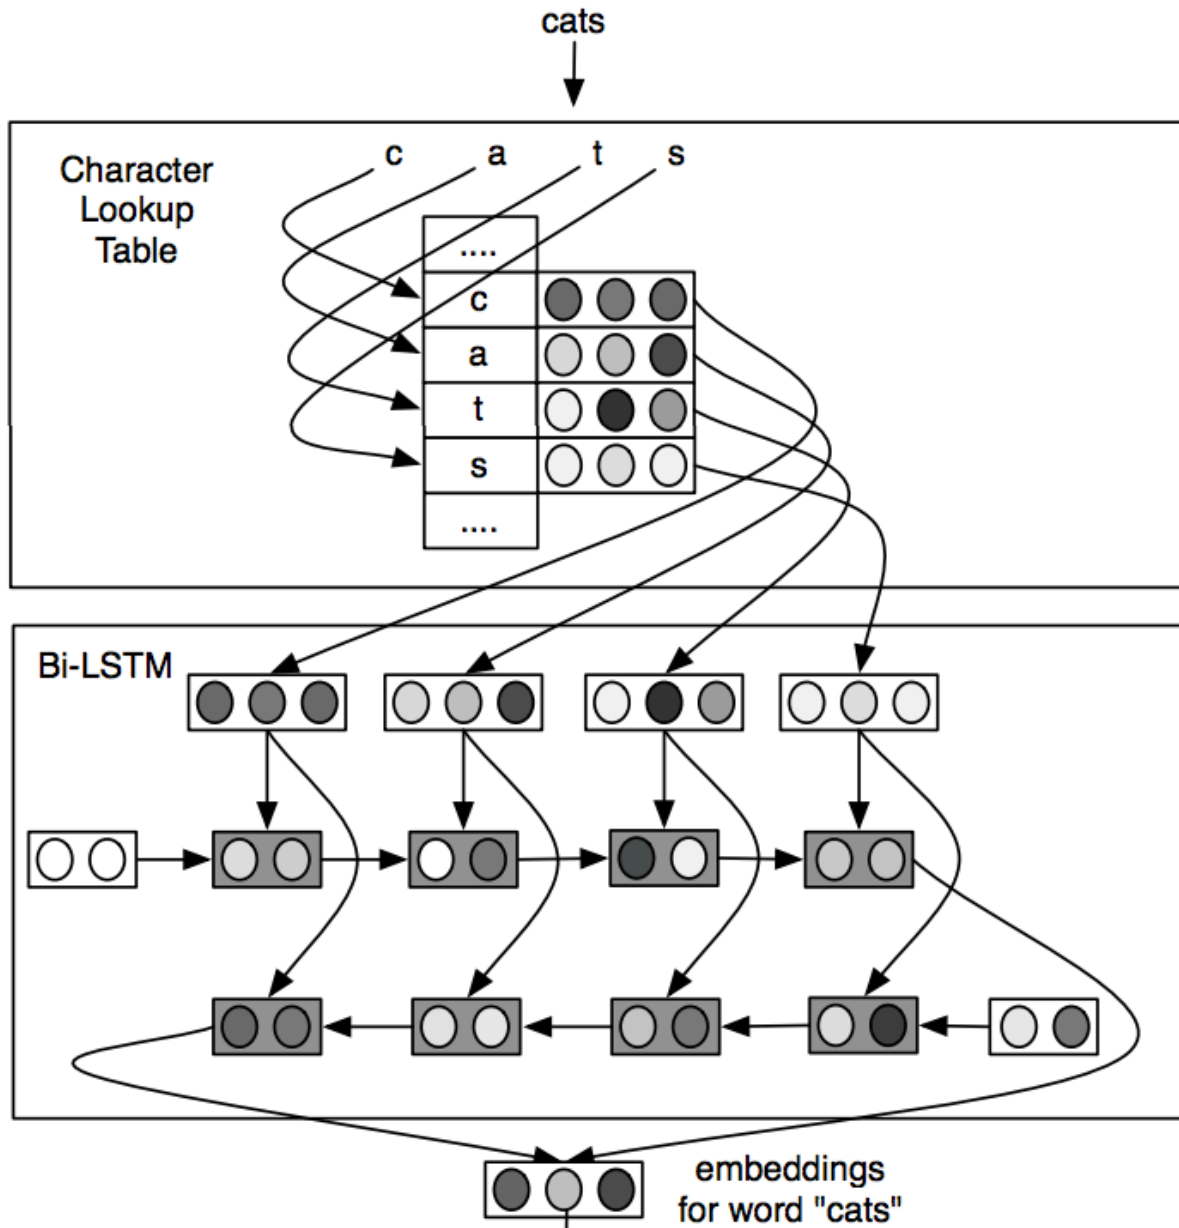 cats
c a t s
Character
Lookup
Table
....
c
a
t
s
....
Bi-LSTM
embeddings
for word "cats"